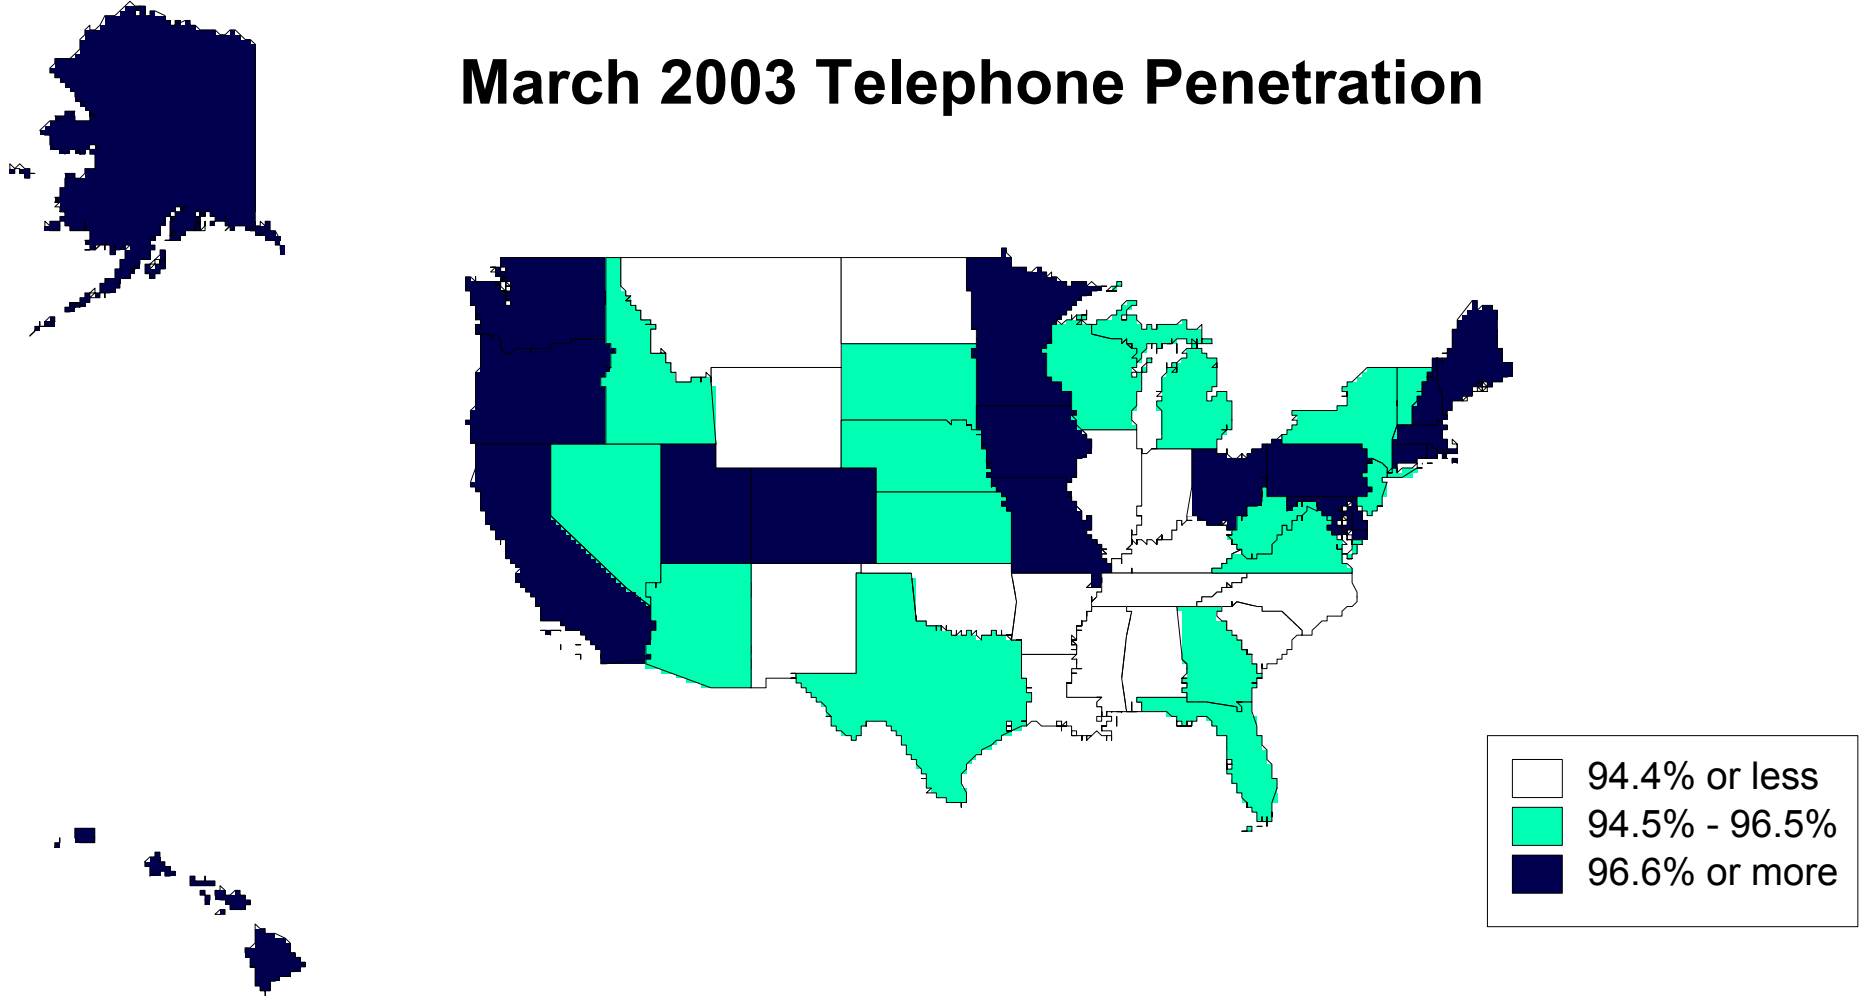 March 2003 Telephone Penetration
94.4% or less
94.5% - 96.5%
96.6% or more